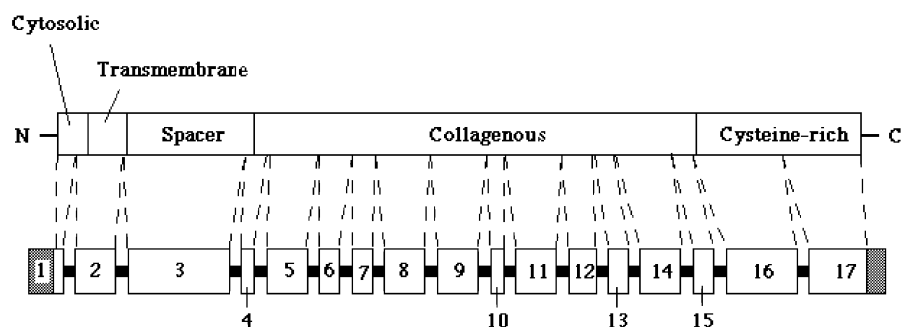 Cytosolic
Transmembrane
N Spacer Collagenous Cysteine-rich C
1 2 3 5 6 7 8 9 11 12 14 16 17
4 10 13 15